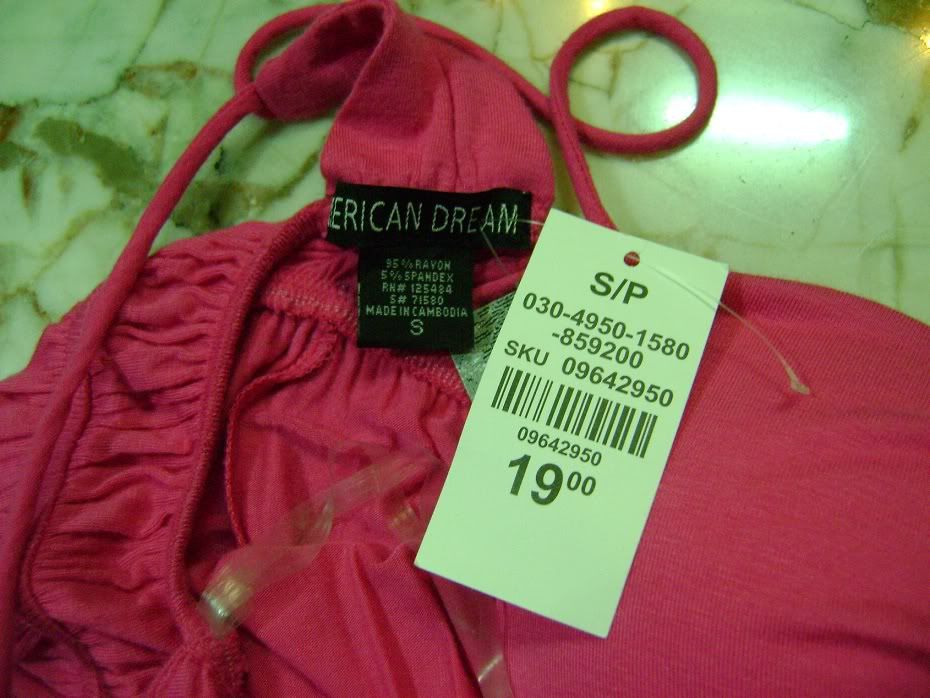 ERICAN DREAM
95%RAYON
5%SPANDEX
RN# 125484
S# 71580
MADE IN CAMBODIA
S
S/P
030-4950-1580
-859200
SKU 09642950
09642950
19 00